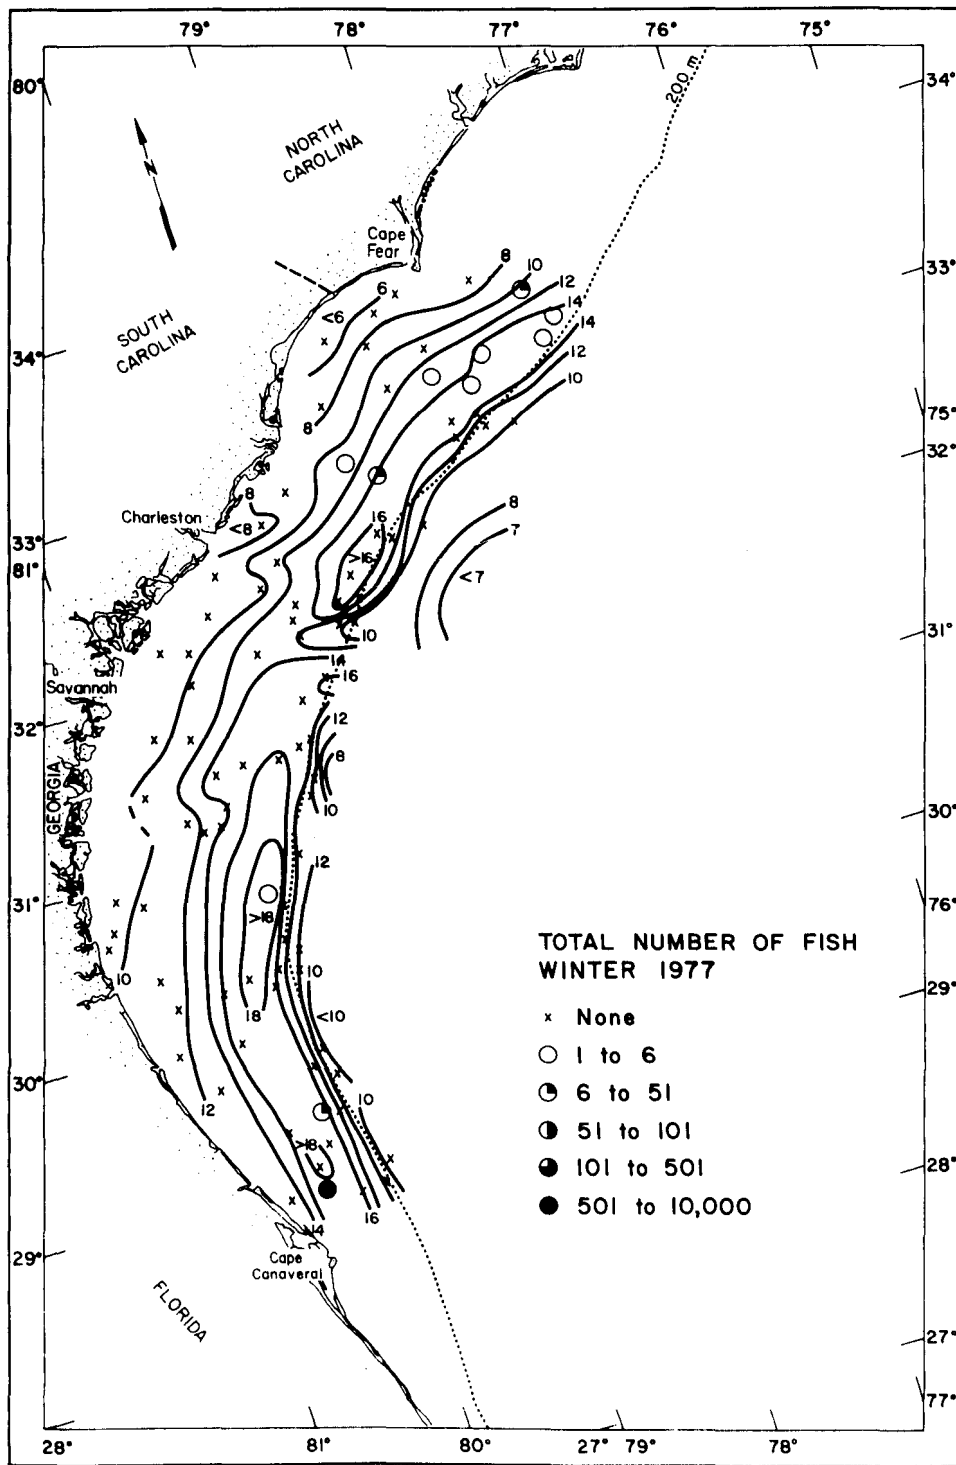 79° 78° 77° 76° 75°
80° 34°
200 m
NORTH
CAROLINA
N
Cape
Fear
33°
8
10
12
14
14
12
10
6
<6
8
SOUTH
CAROLINA
34°
75°
32°
8
<8
Charleston
16
>16
8
7
<7
33°
81°
10
31°
14
16
Savannah
12
8
10
32°
GEORGIA
30°
12
>18
31°
76°
TOTAL NUMBER OF FISH
WINTER 1977
10
10
18
<10
29°
x None
1 to 6
6 to 51
51 to 101
101 to 501
501 to 10,000
30°
12
10
>18
28°
14
16
29°
Cape
Canaveral
FLORIDA
27°
77°
28° 81° 80° 27° 79° 78°